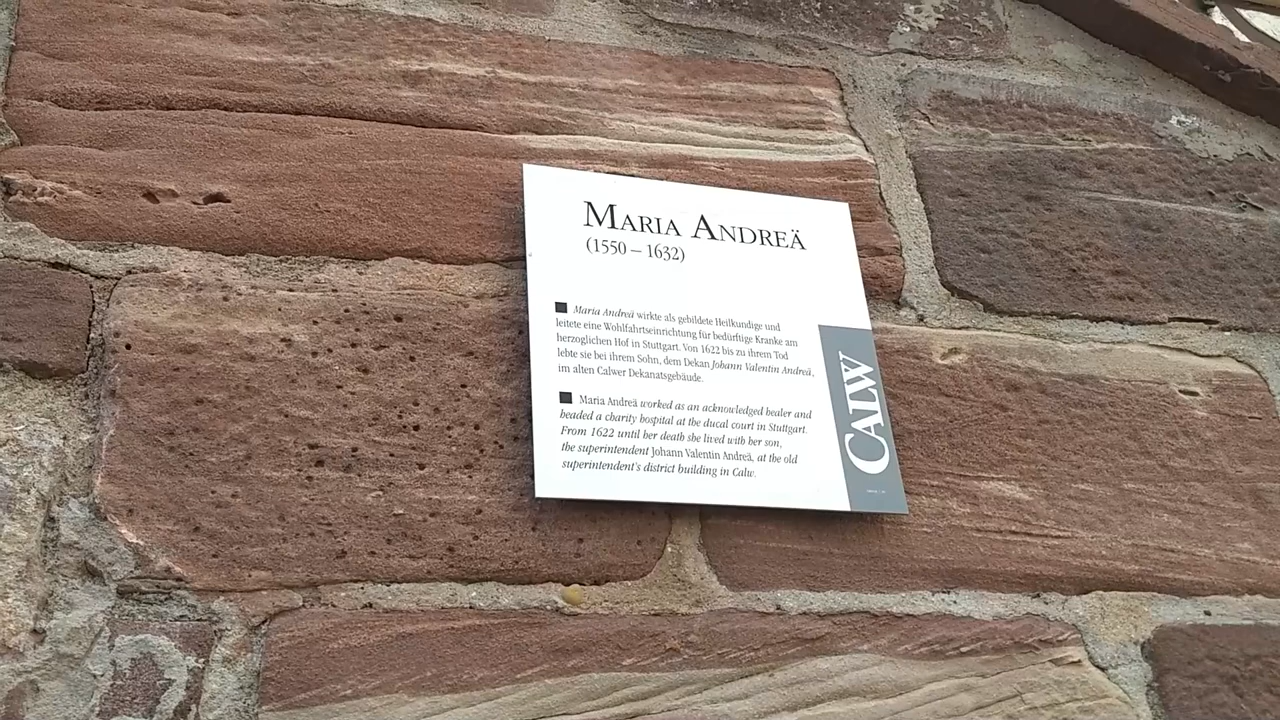 MARIA ANDREÄ
(1550 – 1632)
Maria Andreä wirkte als gebildete Heilkundige und
leitete eine Wohlfahrtseinrichtung für bedürftige Kranke am
herzoglichen Hof in Stuttgart. Von 1622 bis zu ihrem Tod
lebte sie bei ihrem Sohn, dem Dekan Johann Valentin Andreä,
im alten Calwer Dekanatsgebäude.
Maria Andreä worked as an acknowledged healer and
headed a charity hospital at the ducal court in Stuttgart.
From 1622 until her death she lived with her son,
the superintendent Johann Valentin Andreä, at the old
superintendent's district building in Calw.
CALW